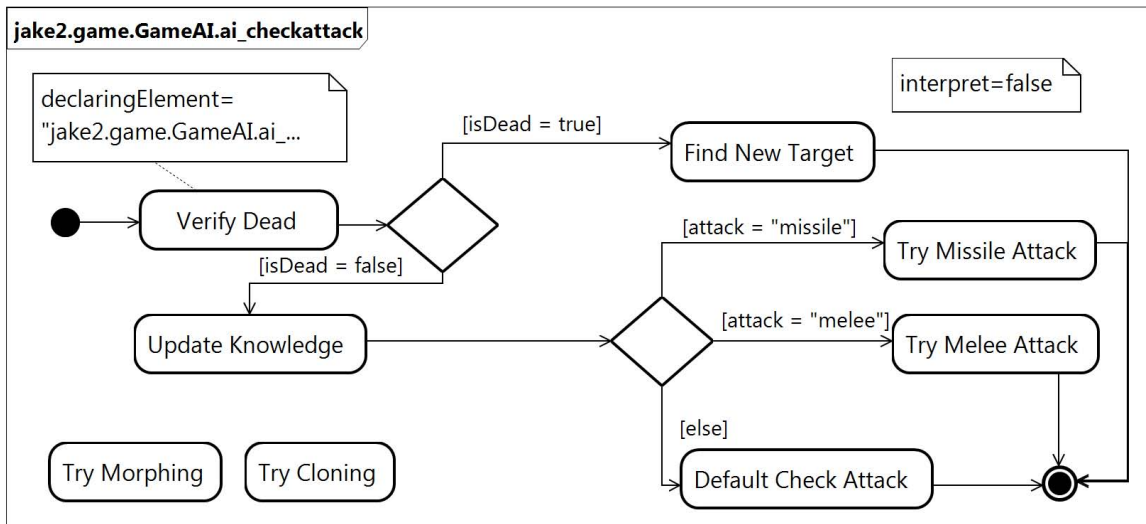 jake2.game.GameAI.ai_checkattack
declaringElement=
"jake2.game.GameAI.ai_...
interpret=false
[isDead = true]
Find New Target
Verify Dead
[isDead = false]
[attack = "missile"]
Try Missile Attack
Update Knowledge
[attack = "melee"]
Try Melee Attack
[else]
Try Morphing
Try Cloning
Default Check Attack